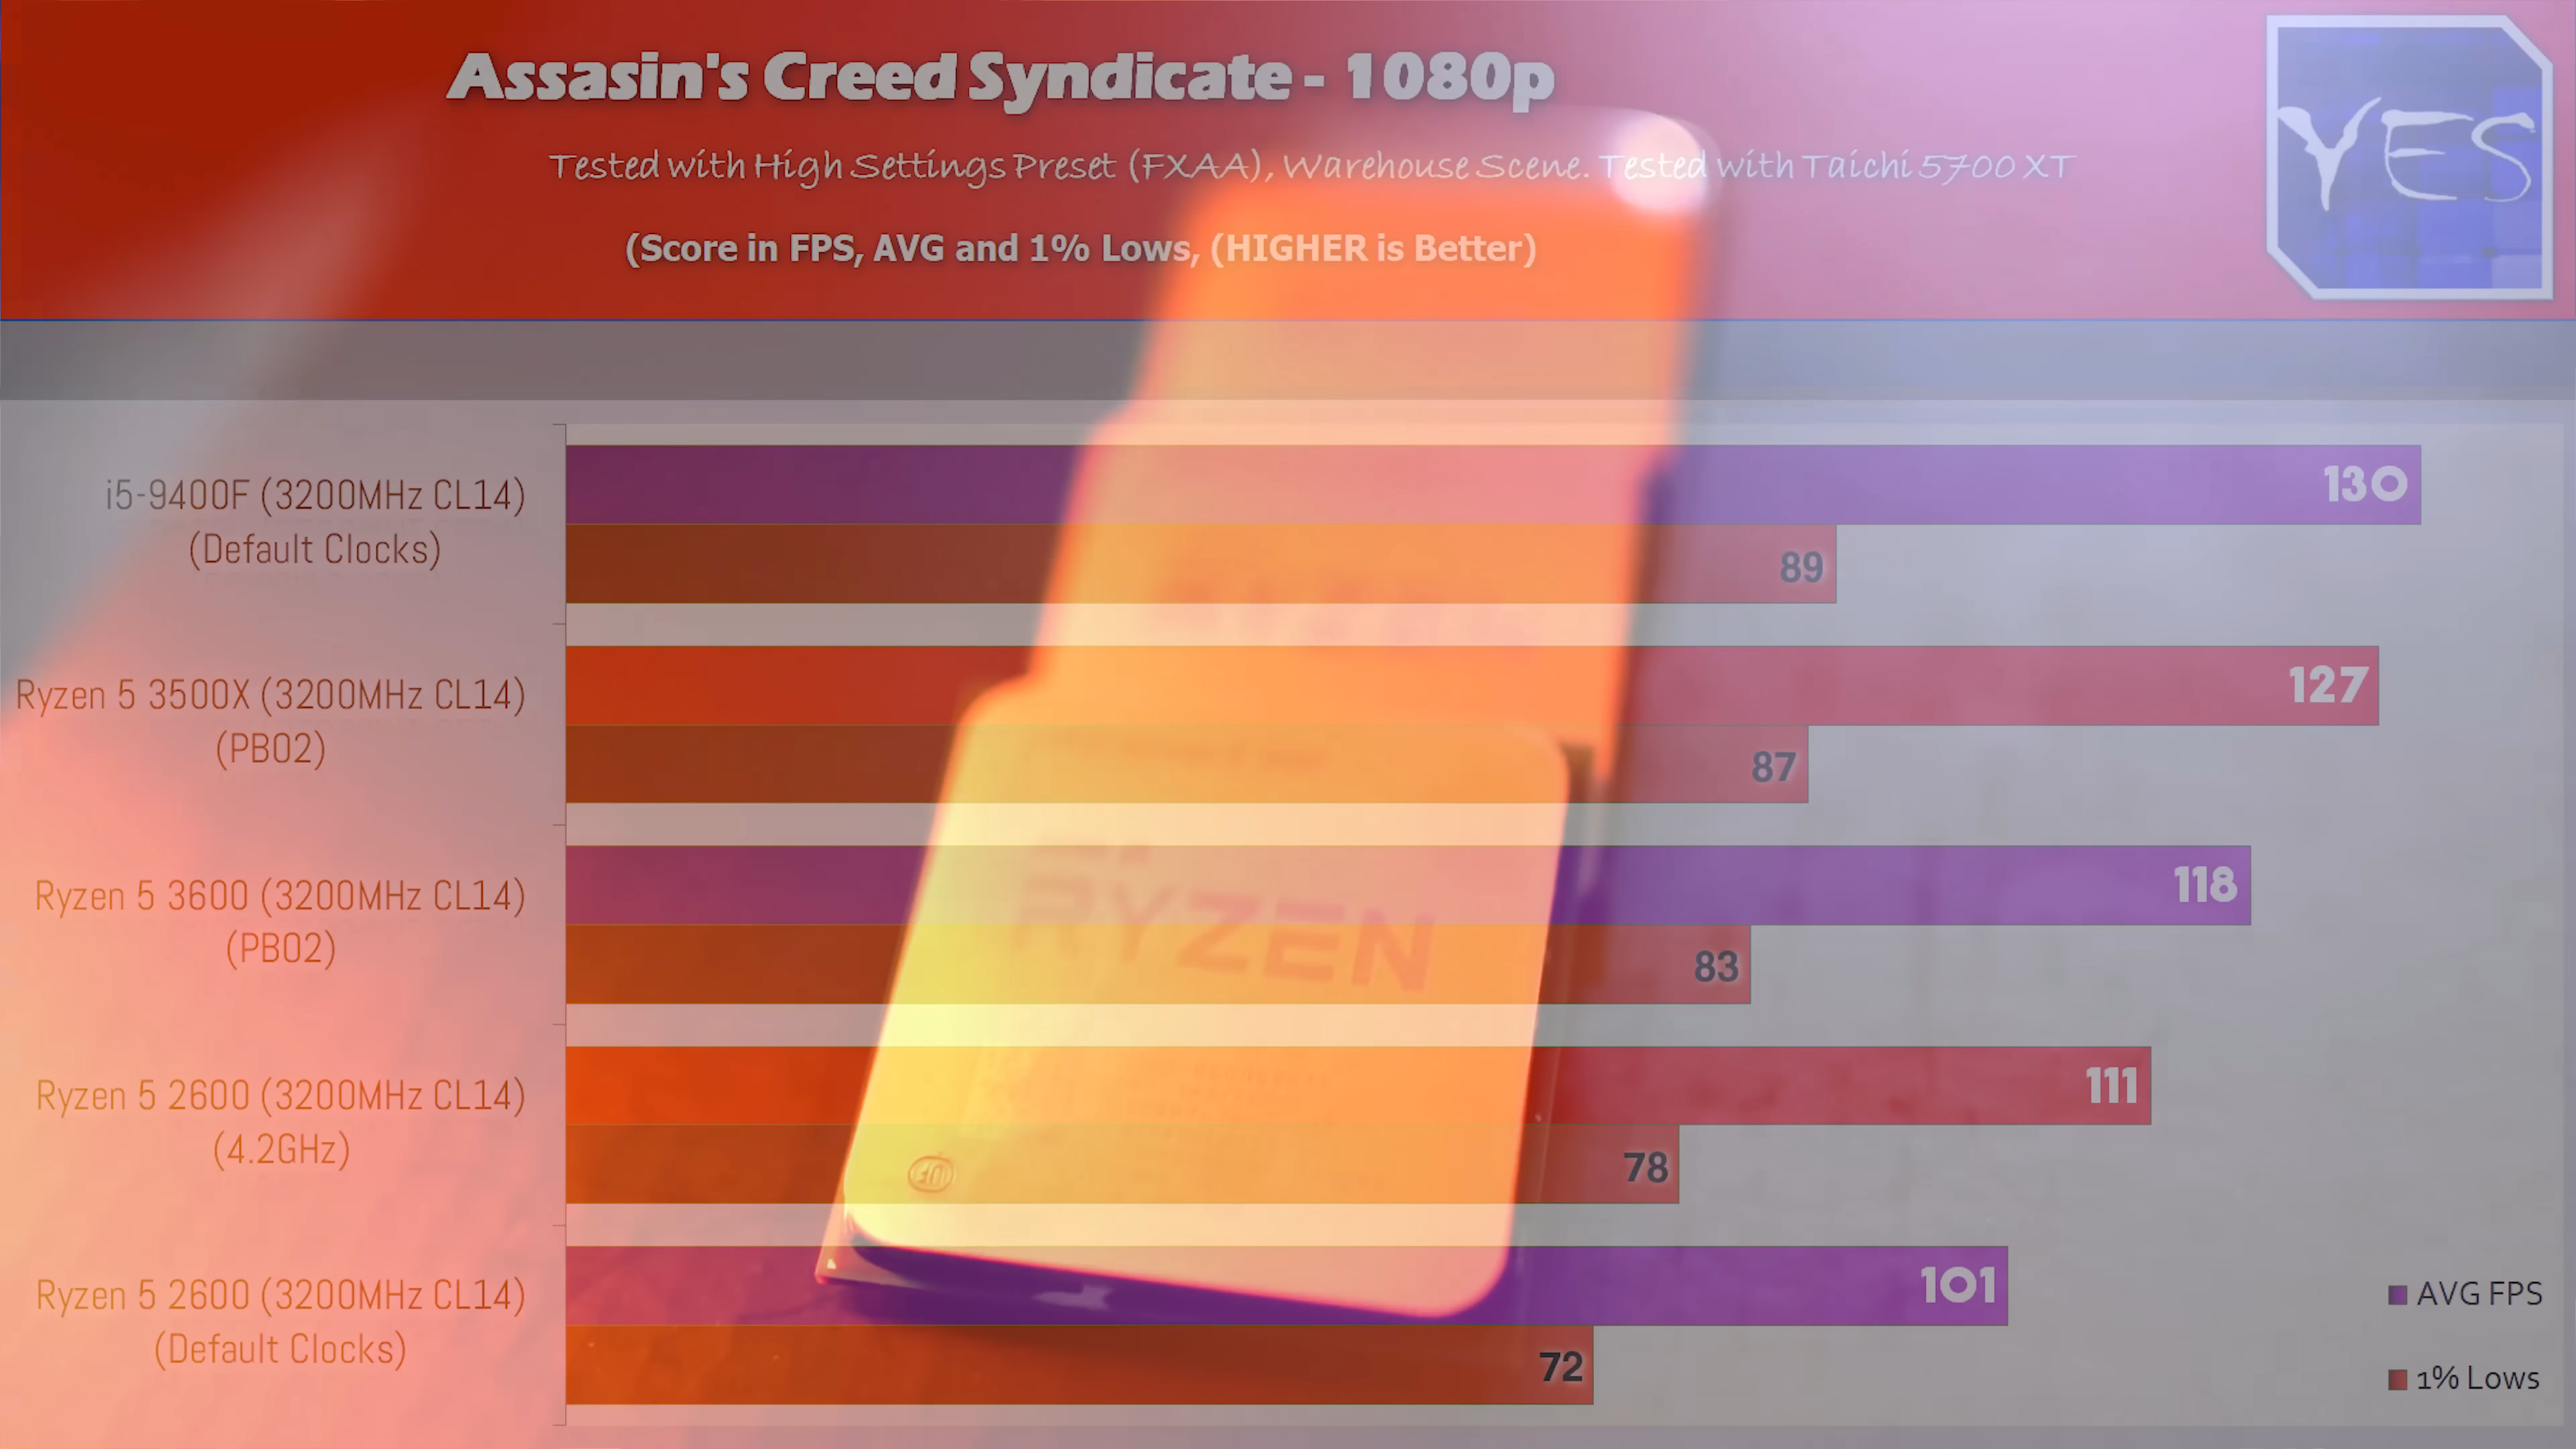 Assasin's Creed Syndicate - 1080p
YES
Tested with High Settings Preset (FXAA), Warehouse Scene. Tested with Taichi 5700 XT
(Score in FPS, AVG and 1% Lows, (HIGHER is Better)
i5-9400F (3200MHz CL14)
(Default Clocks)
130
89
Ryzen 5 3500X (3200MHz CL14)
(PBO2)
127
87
Ryzen 5 3600 (3200MHz CL14)
(PBO2)
118
83
RYZEN
Ryzen 5 2600 (3200MHz CL14)
(4.2GHz)
111
78
Ryzen 5 2600 (3200MHz CL14)
(Default Clocks)
101
72
AVG FPS
1% Lows